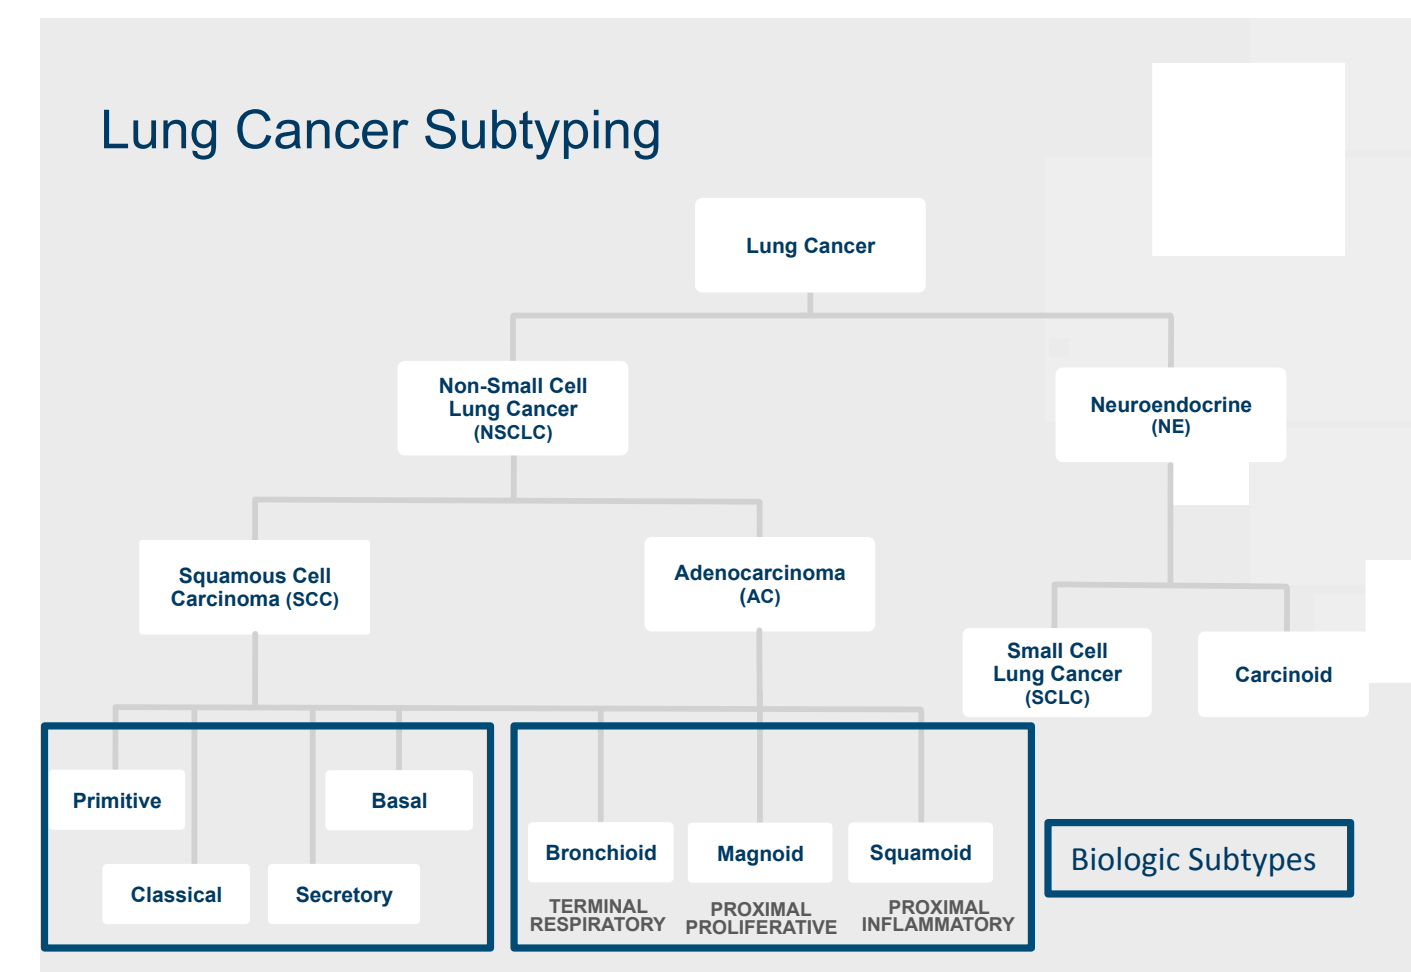 Lung Cancer Subtyping
Lung Cancer
Non-Small Cell
Lung Cancer
(NSCLC)
Neuroendocrine
(NE)
Squamous Cell
Carcinoma (SCC)
Adenocarcinoma
(AC)
Small Cell
Lung Cancer
(SCLC)
Carcinoid
Primitive
Basal
Classical
Secretory
Bronchioid
Magnoid
Squamoid
TERMINAL
RESPIRATORY
PROXIMAL
PROLIFERATIVE
PROXIMAL
INFLAMMATORY
Biologic Subtypes